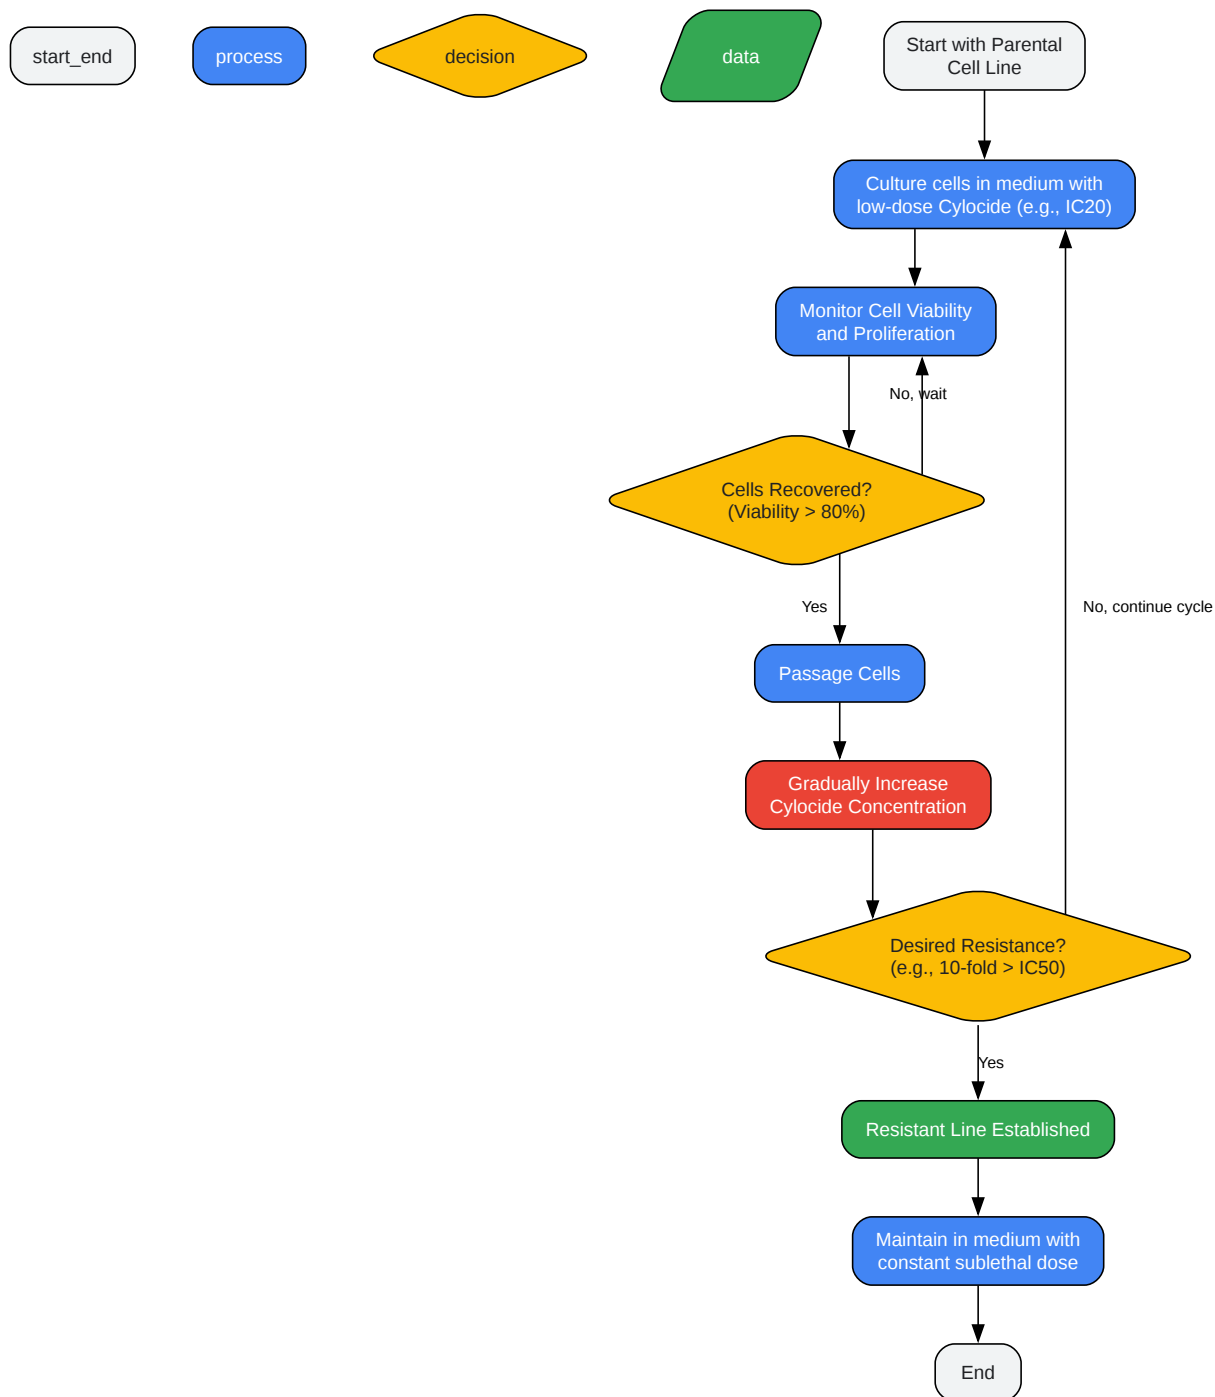 start_end
process
decision
data
Start with Parental
Cell Line
Culture cells in medium with
low-dose Cylocide (e.g., IC20)
Monitor Cell Viability
and Proliferation
No, wait
Cells Recovered?
(Viability > 80%)
Yes
No, continue cycle
Passage Cells
Gradually Increase
Cylocide Concentration
Desired Resistance?
(e.g., 10-fold > IC50)
Yes
Resistant Line Established
Maintain in medium with
constant sublethal dose
End